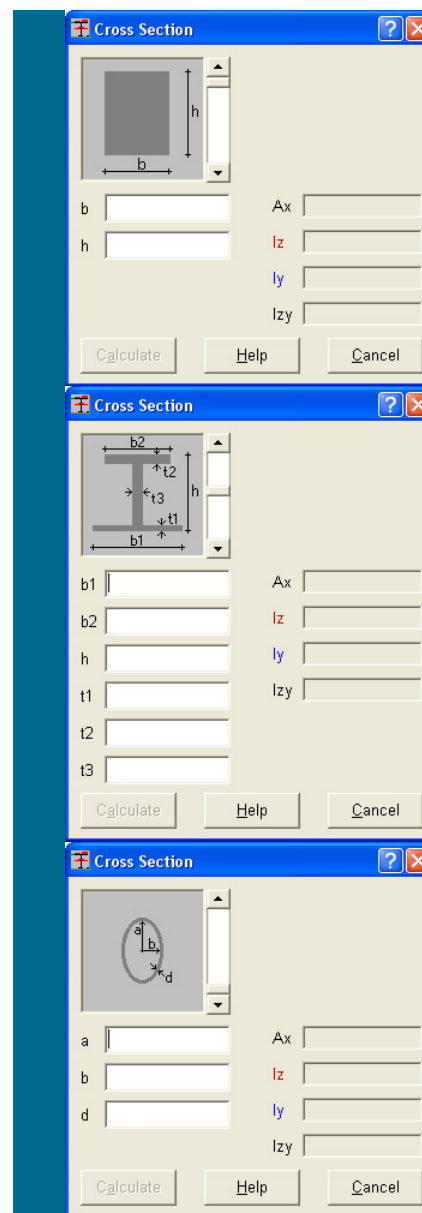 Cross Section
h
b
b Ax
h Iz
Iy
Izy
Calculate Help Cancel
Cross Section
b2
t2
h
t3
t1
b1
b1 Ax
b2 Iz
h Iy
t1 Izy
t2
t3
Calculate Help Cancel
Cross Section
a
b
d
a Ax
b Iz
d Iy
Izy
Calculate Help Cancel